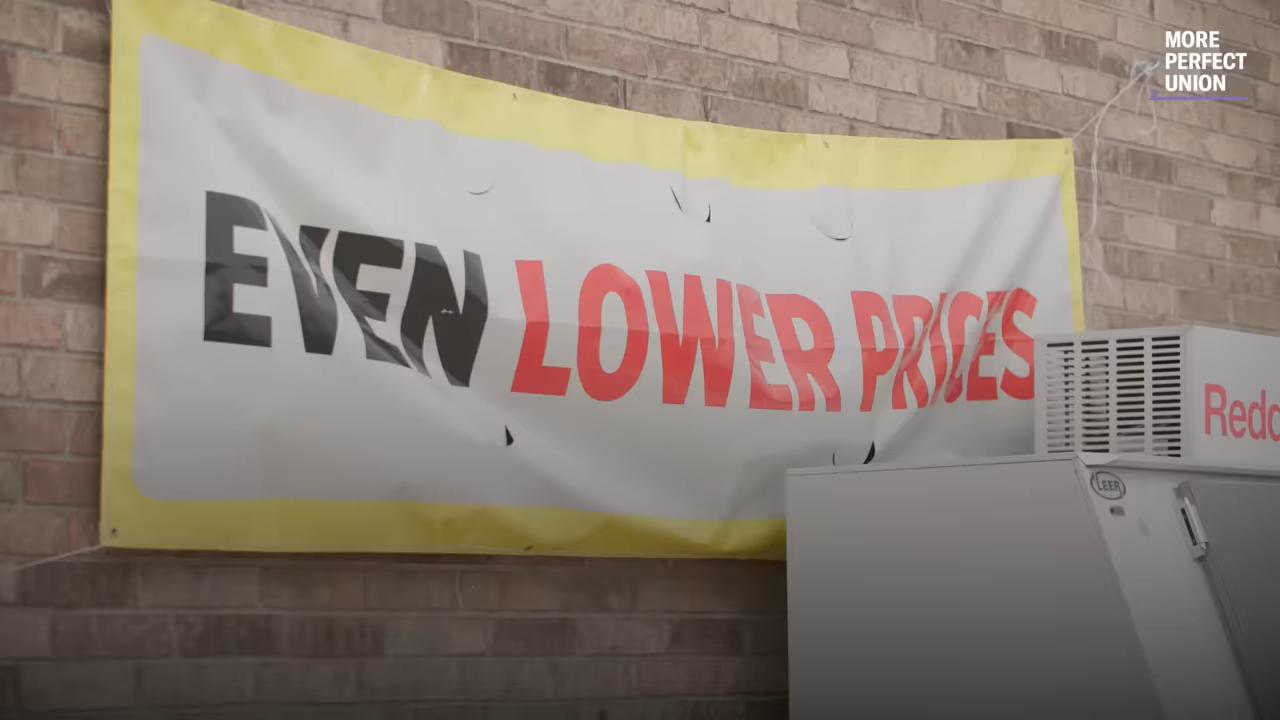 MORE
PERFECT
UNION
EVEN LOWER PRICES
LEER